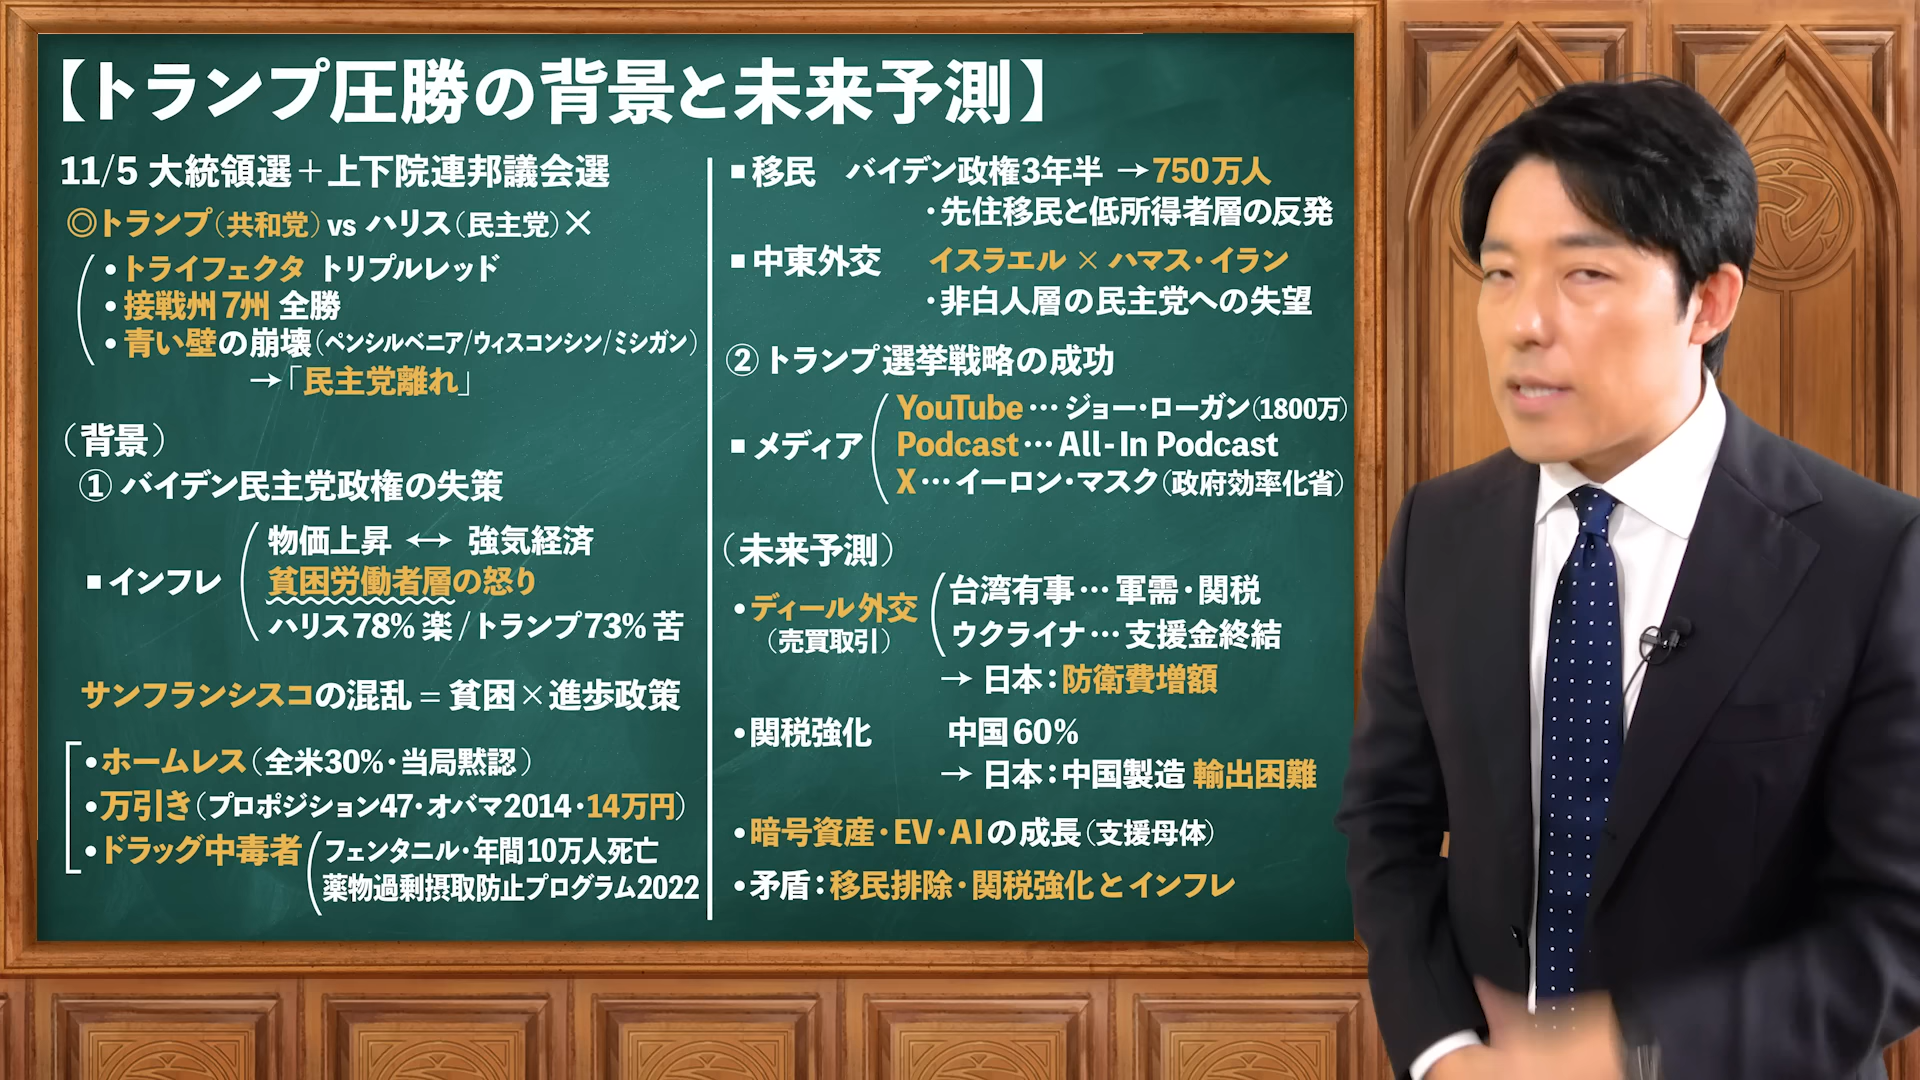 【トランプ圧勝の背景と未来予測】
11/5 大統領選＋上下院連邦議会選
◎トランプ（共和党）vs ハリス（民主党）×
• トライフェクタ トリプルレッド
• 接戦州7州 全勝
• 青い壁の崩壊（ペンシルベニア/ウィスコンシン/ミシガン）
→「民主党離れ」
（背景）
① バイデン民主党政権の失策
▪ インフレ
物価上昇 ←→ 強気経済
貧困労働者層の怒り
ハリス78% 楽 / トランプ73% 苦
サンフランシスコの混乱 = 貧困×進歩政策
• ホームレス（全米30%・当局黙認）
• 万引き（プロポジション47・オバマ2014・14万円）
• ドラッグ中毒者
フェンタニル・年間10万人死亡
薬物過剰摂取防止プログラム2022
▪ 移民 バイデン政権3年半 →750万人
・先住移民と低所得者層の反発
▪ 中東外交 イスラエル × ハマス・イラン
・非白人層の民主党への失望
② トランプ選挙戦略の成功
▪ メディア
YouTube … ジョー・ローガン（1800万）
Podcast … All-In Podcast
X … イーロン・マスク（政府効率化省）
（未来予測）
• ディール外交
（売買取引）
台湾有事 … 軍需・関税
ウクライナ … 支援金終結
→ 日本：防衛費増額
• 関税強化 中国60%
→ 日本：中国製造 輸出困難
• 暗号資産・EV・AIの成長（支援母体）
• 矛盾：移民排除・関税強化とインフレ